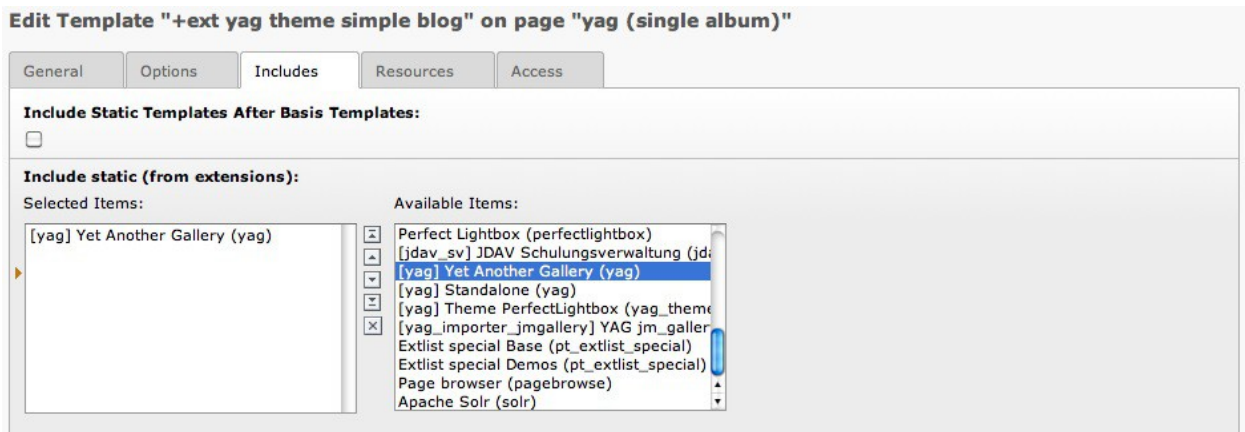 Edit Template "+ext yag theme simple blog" on page "yag (single album)"
General Options Includes Resources Access
Include Static Templates After Basis Templates:
Include static (from extensions):
Selected Items: Available Items:
[yag] Yet Another Gallery (yag)
Perfect Lightbox (perfectlightbox)
[jdav_sv] JDAV Schulungsverwaltung (jda
[yag] Yet Another Gallery (yag)
[yag] Standalone (yag)
[yag] Theme PerfectLightbox (yag_theme
[yag_importer_jmgallery] YAG jm_galler
Extlist special Base (pt_extlist_special)
Extlist special Demos (pt_extlist_special)
Page browser (pagebrowse)
Apache Solr (solr)